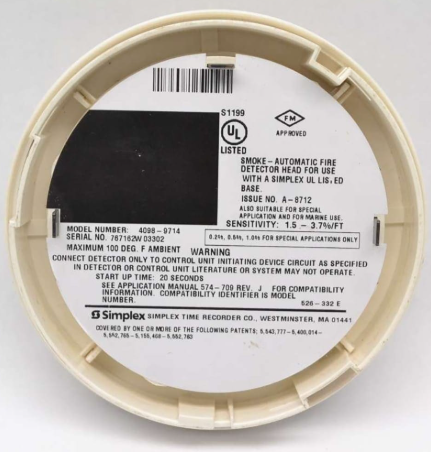 S1199
UL
LISTED
FM
APPROVED
SMOKE - AUTOMATIC FIRE
DETECTOR HEAD FOR USE
WITH A SIMPLEX UL LIS, ED
BASE.
ISSUE NO. A-8712
ALSO SUITABLE FOR SPECIAL
APPLICATION AND FOR MARINE USE.
SENSITIVITY: 1.5 - 3.7%/FT
0.2%, 0.5%, 1.0% FOR SPECIAL APPLICATIONS ONLY
MODEL NUMBER: 4098-9714
SERIAL NO. 767162W 03302
MAXIMUM 100 DEG. F AMBIENT
WARNING
CONNECT DETECTOR ONLY TO CONTROL UNIT INITIATING DEVICE CIRCUIT AS SPECIFIED
IN DETECTOR OR CONTROL UNIT LITERATURE OR SYSTEM MAY NOT OPERATE.
START UP TIME: 20 SECONDS
SEE APPLICATION MANUAL 574-709 REV. J FOR COMPATIBILITY
INFORMATION. COMPATIBILITY IDENTIFIER IS MODEL
NUMBER.
526-332 E
Simplex SIMPLEX TIME RECORDER CO., WESTMINSTER, MA 01441
COVERED BY ONE OR MORE OF THE FOLLOWING PATENTS; 5,543,777-5,400,014-
5,552,765-5,155,468-5,552,763